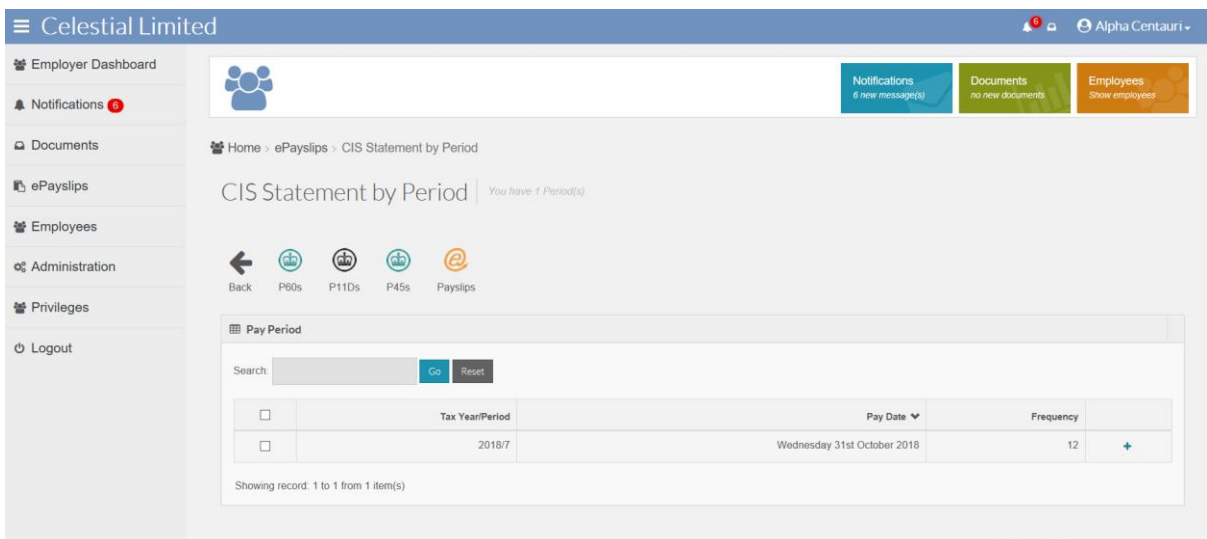 Celestial Limited
6
Alpha Centauri
Employer Dashboard
Notifications 6
Documents
ePayslips
Employees
Administration
Privileges
Logout
Notifications
6 new message(s)
Documents
no new documents
Employees
Show employees
Home > ePayslips > CIS Statement by Period
CIS Statement by Period You have 1 Period(s)
Back P60s P11Ds P45s Payslips
Pay Period
Search: Go Reset
Tax Year/Period Pay Date Frequency
2018/7 Wednesday 31st October 2018 12 +
Showing record: 1 to 1 from 1 item(s)